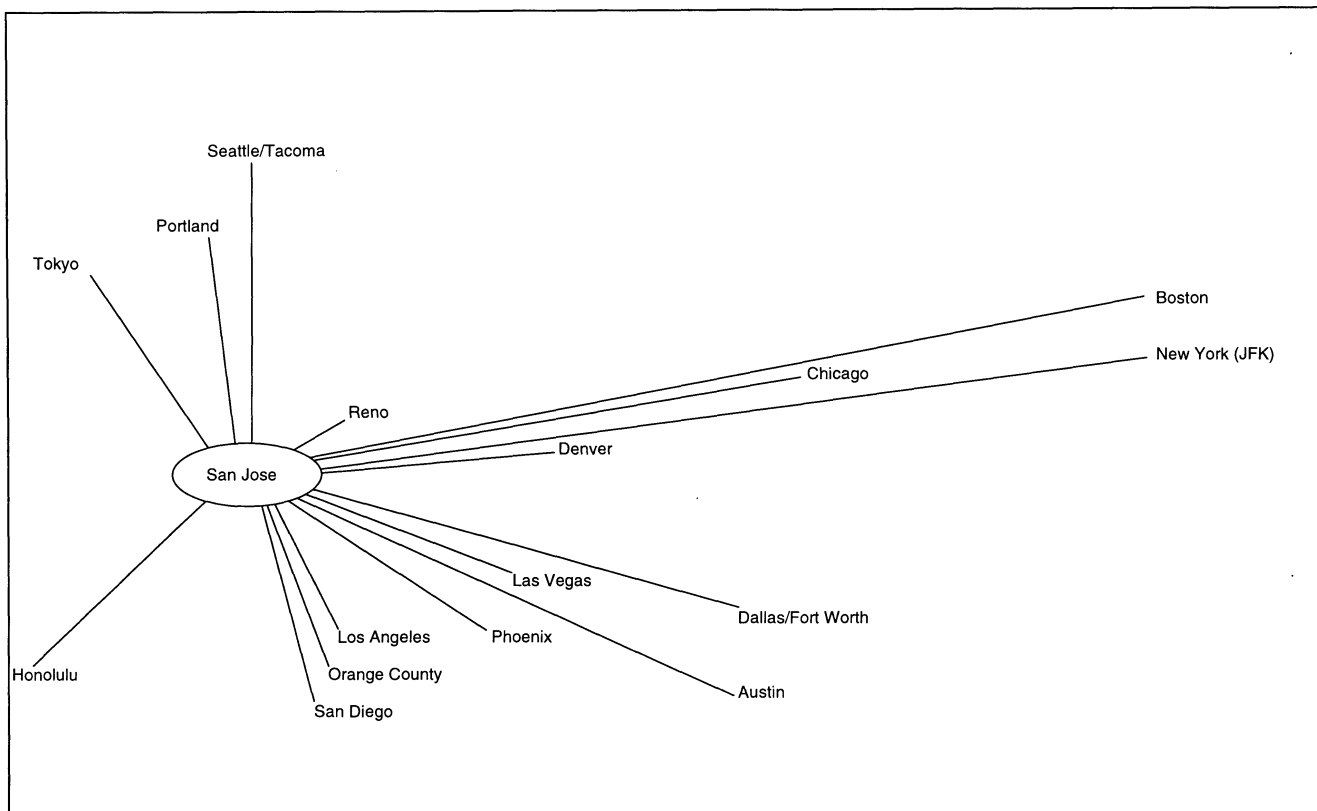 Seattle/Tacoma
Portland
Tokyo
Boston
New York (JFK)
Chicago
Reno
Denver
San Jose
Las Vegas
Dallas/Fort Worth
Los Angeles
Phoenix
Honolulu
Orange County
Austin
San Diego